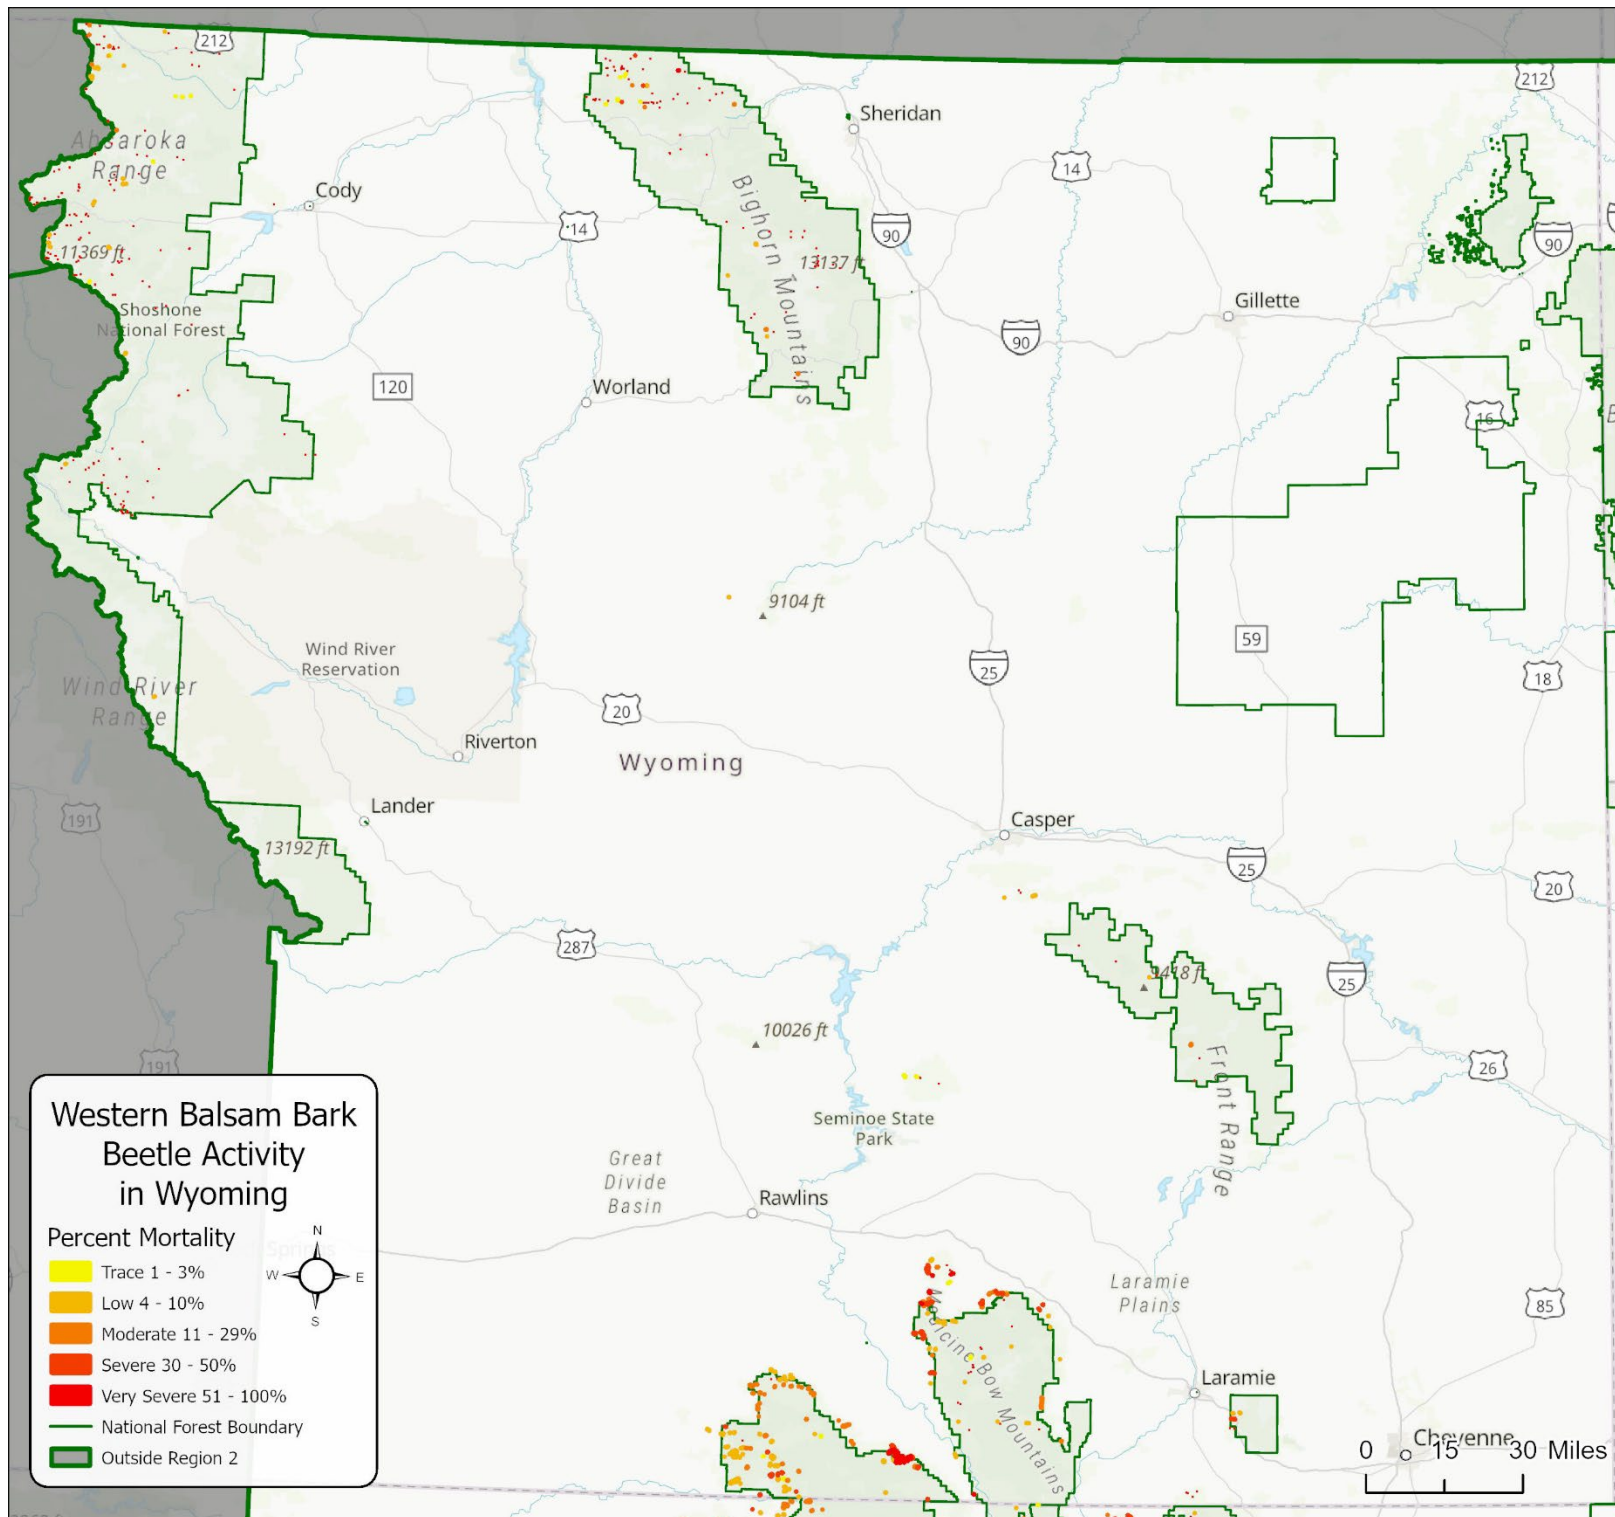 212
212
Sheridan
Absaroka
Range
14
Cody
14
90
90
Bighorn Mountains
11369 ft
13137 ft
Gillette
Shoshone
National Forest
90
120
Worland
16
B
9104 ft
59
Wind River
Reservation
18
Wind River
Range
20
Riverton
Wyoming
191
Lander
Casper
13192 ft
25
25
20
287
9418 ft
25
10026 ft
191
26
Front Range
Seminoe State
Park
Great
Divide
Basin
Rawlins
Springs
Laramie
Plains
85
Medicine Bow Mountains
Laramie
Cheyenne
Western Balsam Bark
Beetle Activity
in Wyoming
Percent Mortality
Trace 1 - 3%
Low 4 - 10%
Moderate 11 - 29%
Severe 30 - 50%
Very Severe 51 - 100%
National Forest Boundary
Outside Region 2
N
W
E
S
0 15 30 Miles